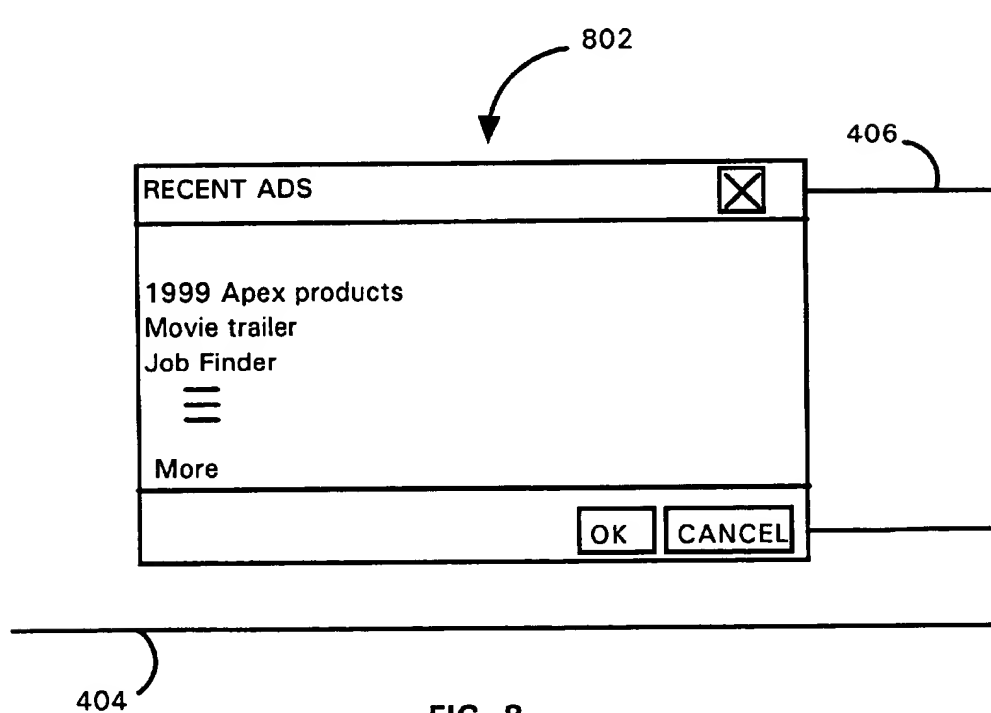 802
406
RECENT ADS
1999 Apex products
Movie trailer
Job Finder
More
OK CANCEL
404